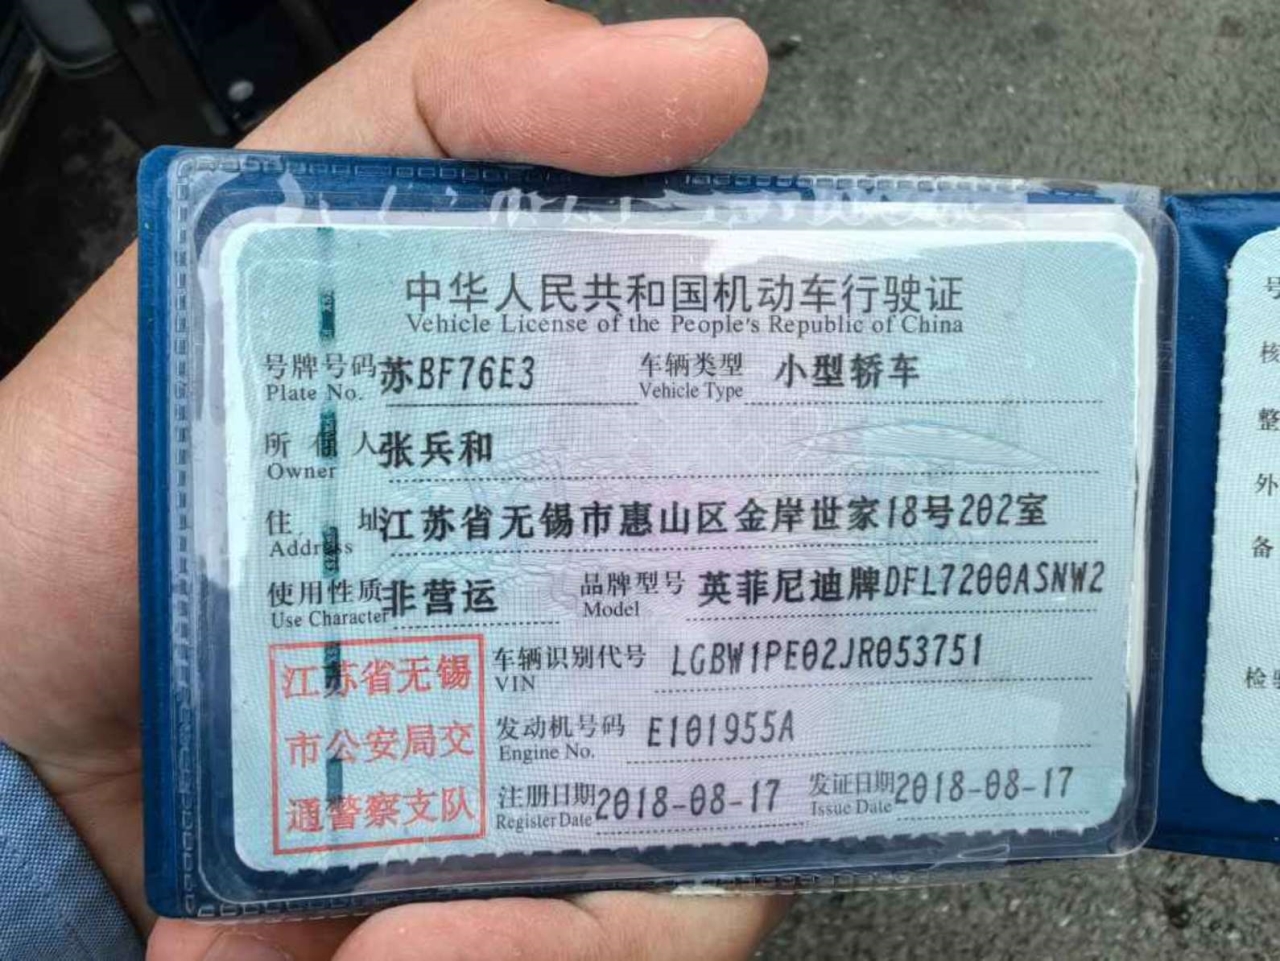 中华人民共和国机动车行驶证
Vehicle License of the People's Republic of China
号牌号码 苏BF76E3 车辆类型 小型轿车
Plate No. Vehicle Type
所有人 张兵和
Owner
住址 江苏省无锡市惠山区金岸世家18号202室
Address
使用性质 非营运 品牌型号 英菲尼迪牌DFL7200ASNW2
Use Character Model
江苏省无锡
市公安局交
通警察支队
车辆识别代号 LGBW1PE02JR053751
VIN
发动机号码 E101955A
Engine No.
注册日期 2018-08-17 发证日期 2018-08-17
Register Date Issue Date
号
核
整
外
备
检验